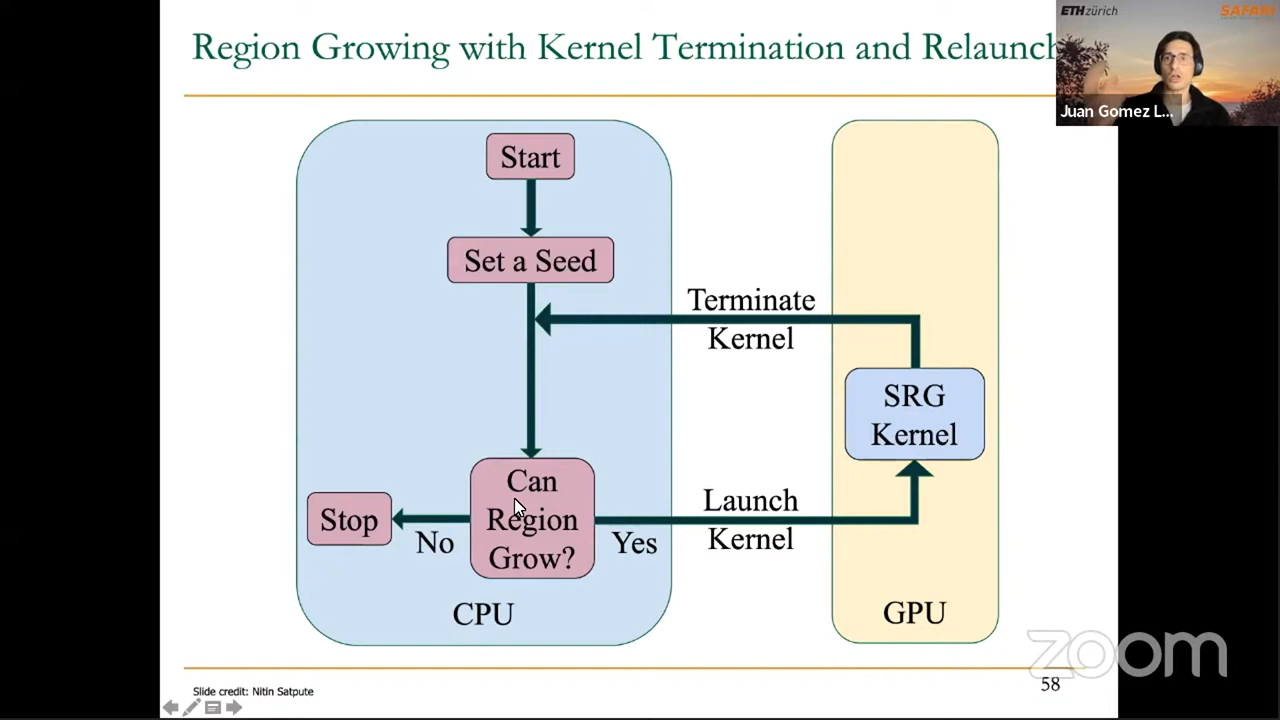 Region Growing with Kernel Termination and Relaunch
ETH zürich
SAFARI
Juan Gomez L...
Start
Set a Seed
Terminate
Kernel
SRG
Kernel
Can
Region
Grow?
Stop
No
Yes
Launch
Kernel
CPU
GPU
zoom
Slide credit: Nitin Satpute
58